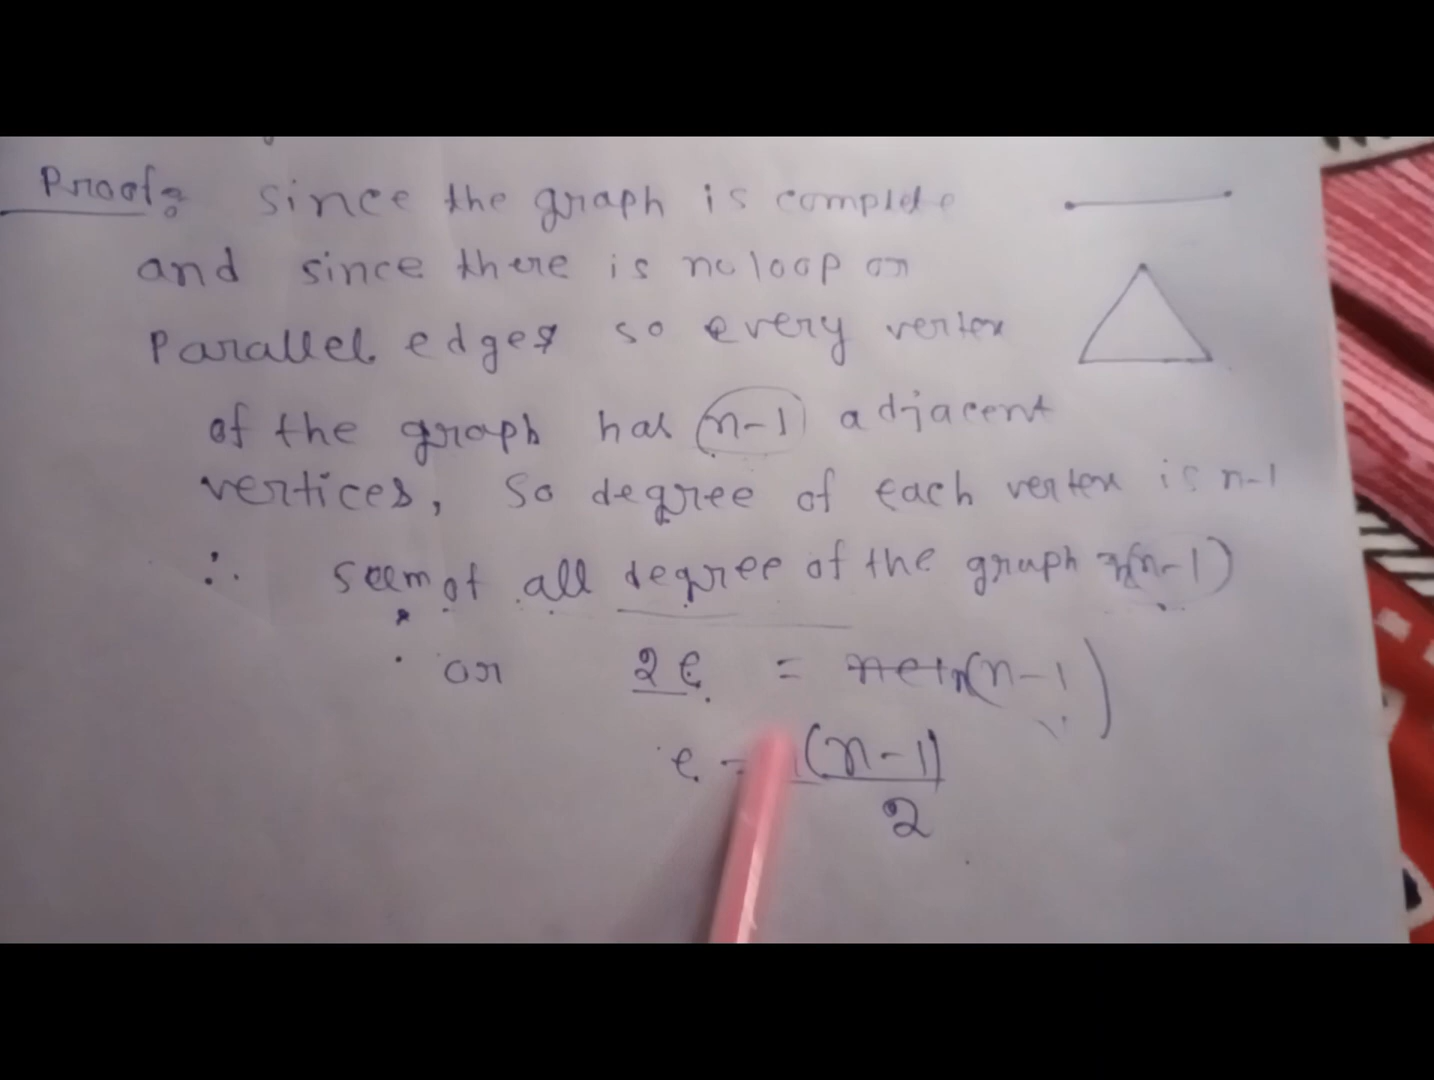 Proof:  since the graph is complete
and since there is no loop or
Parallel edges so every vertex
of the graph has (n-1) adjacent
vertices, So degree of each vertex is n-1
∴ Sum of all degree of the graph n(n-1)
or 2e = n(n-1)
e = (n-1)
2